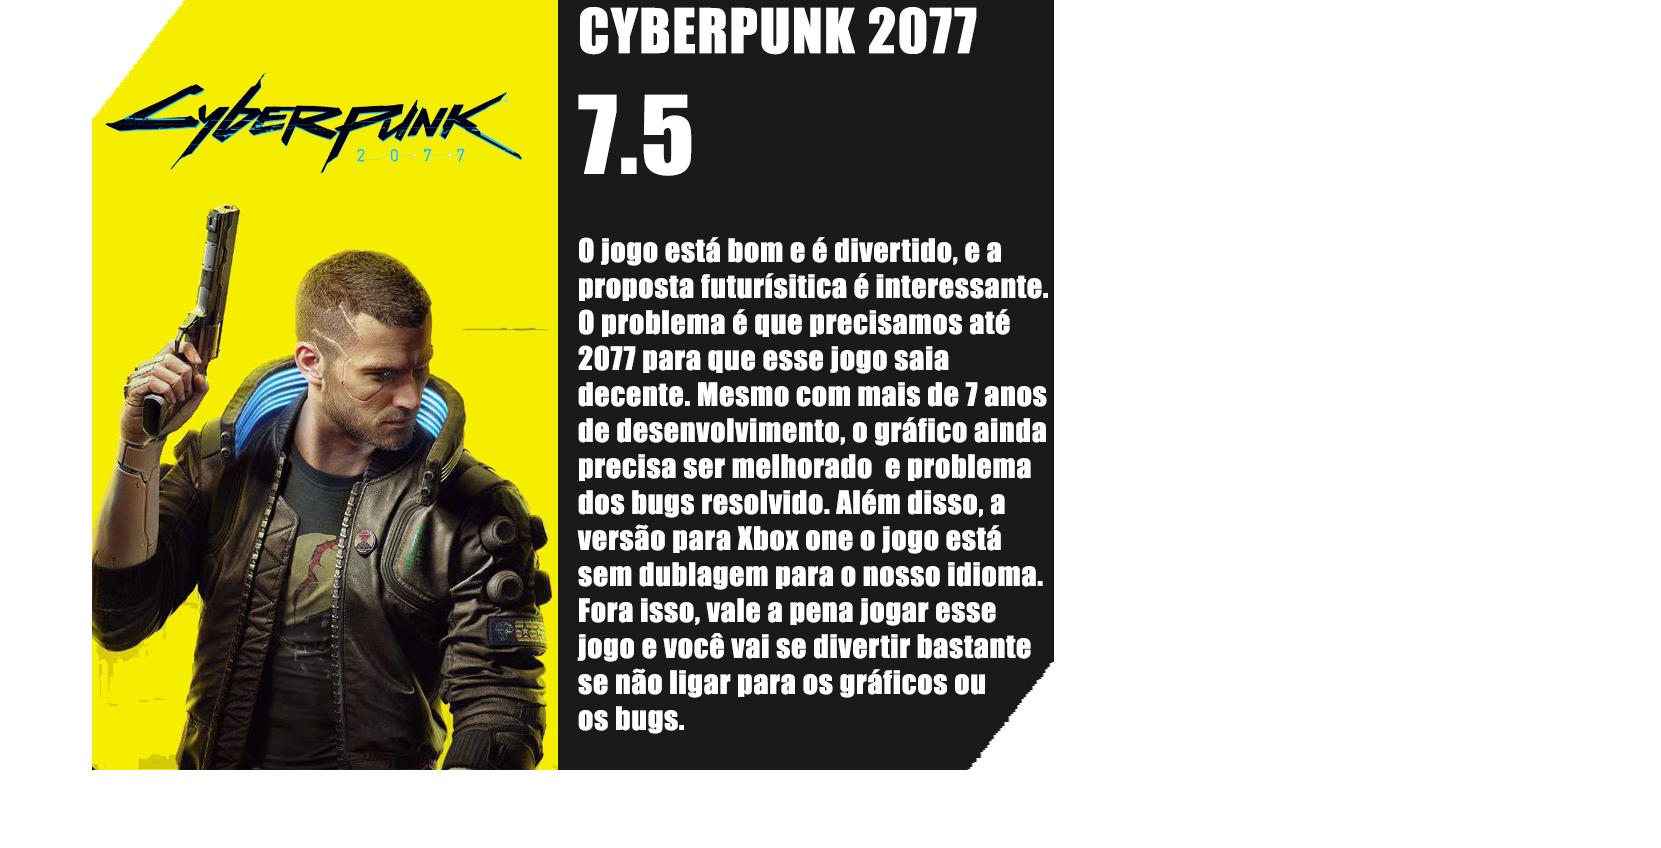 Cyberpunk
2077
CYBERPUNK 2077
7.5
O jogo está bom e é divertido, e a
proposta futurísitica é interessante.
O problema é que precisamos até
2077 para que esse jogo saia
decente. Mesmo com mais de 7 anos
de desenvolvimento, o gráfico ainda
precisa ser melhorado  e problema
dos bugs resolvido. Além disso, a
versão para Xbox one o jogo está
sem dublagem para o nosso idioma.
Fora isso, vale a pena jogar esse
jogo e você vai se divertir bastante
se não ligar para os gráficos ou
os bugs.